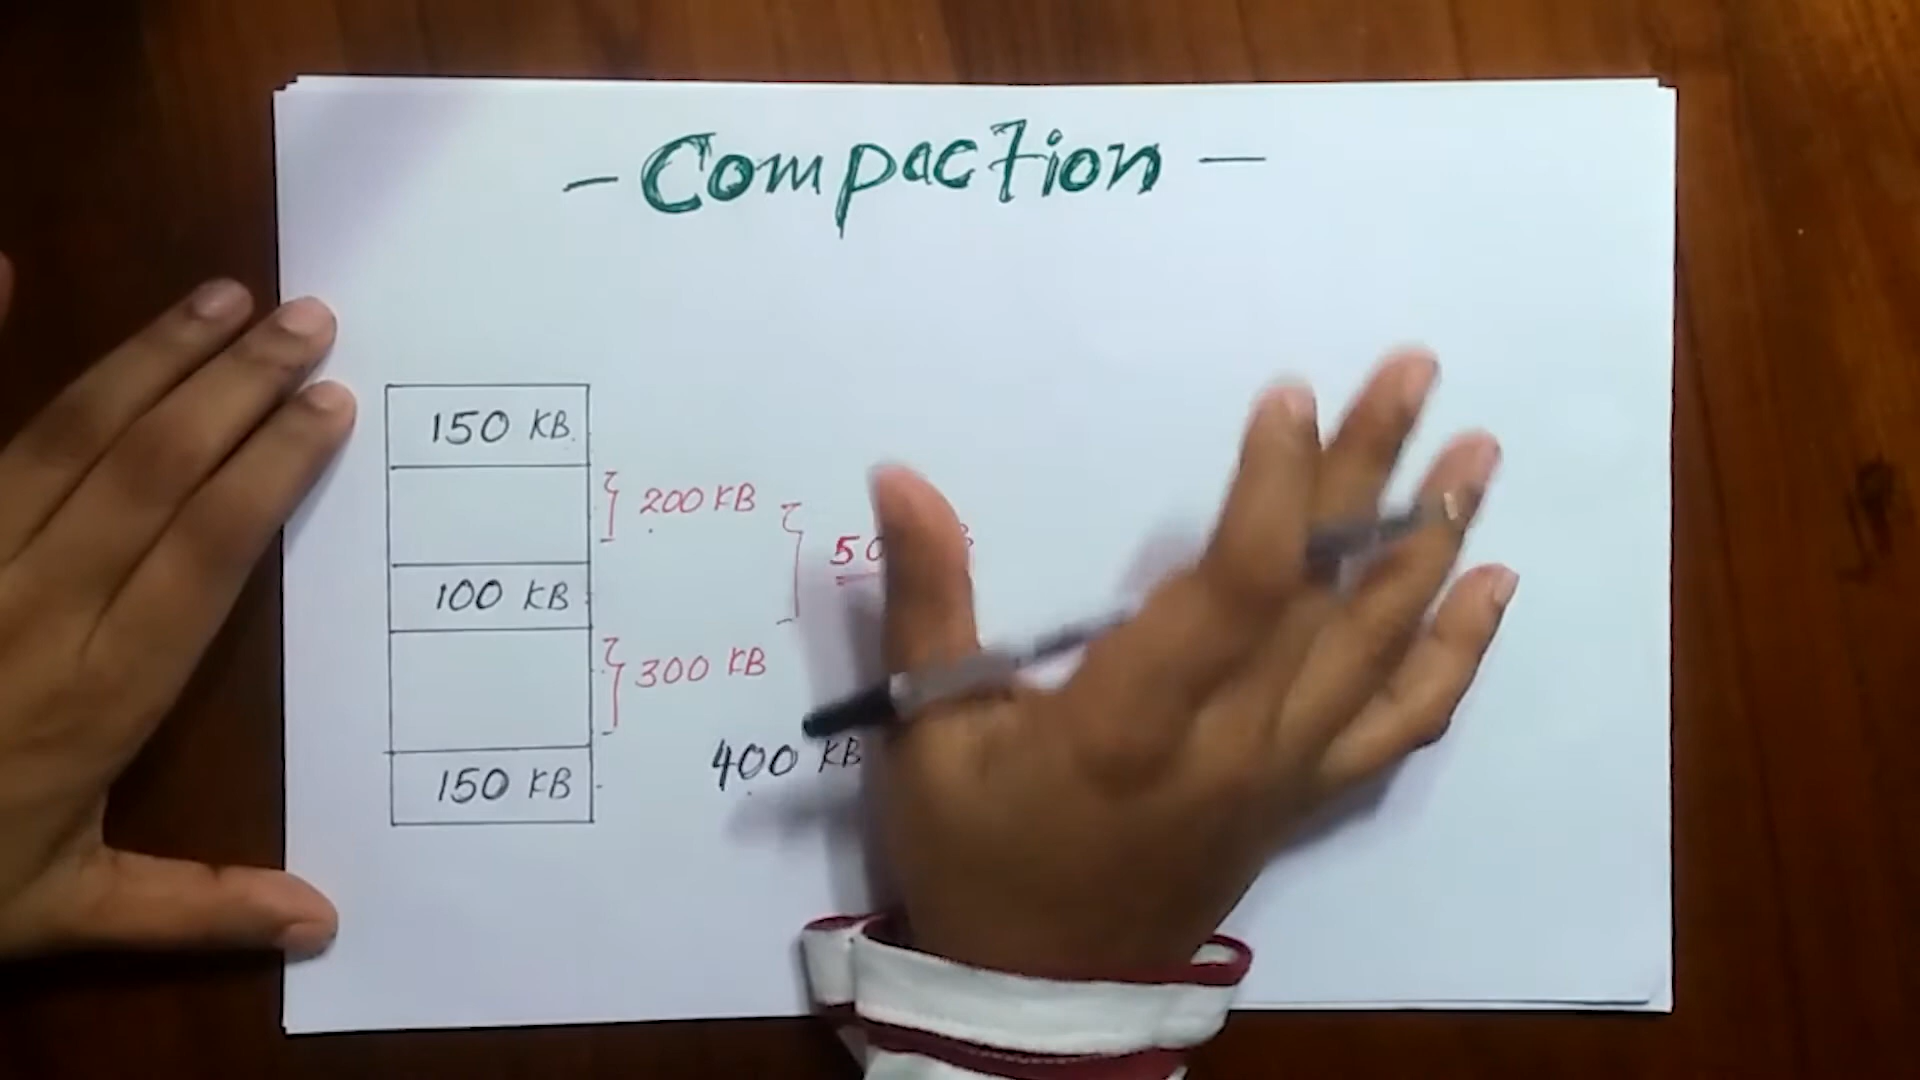 - Compaction -
150 KB
200 KB
100 KB
300 KB
400 KB
150 KB